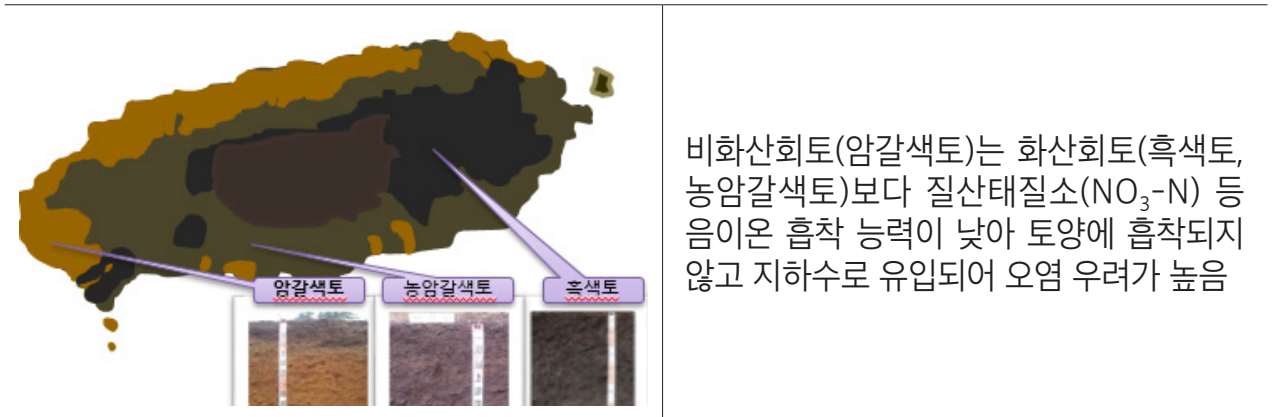 암갈색토
농암갈색토
흑색토
비화산회토(암갈색토)는 화산회토(흑색토,
농암갈색토)보다 질산태질소(NO₃-N) 등
음이온 흡착 능력이 낮아 토양에 흡착되지
않고 지하수로 유입되어 오염 우려가 높음